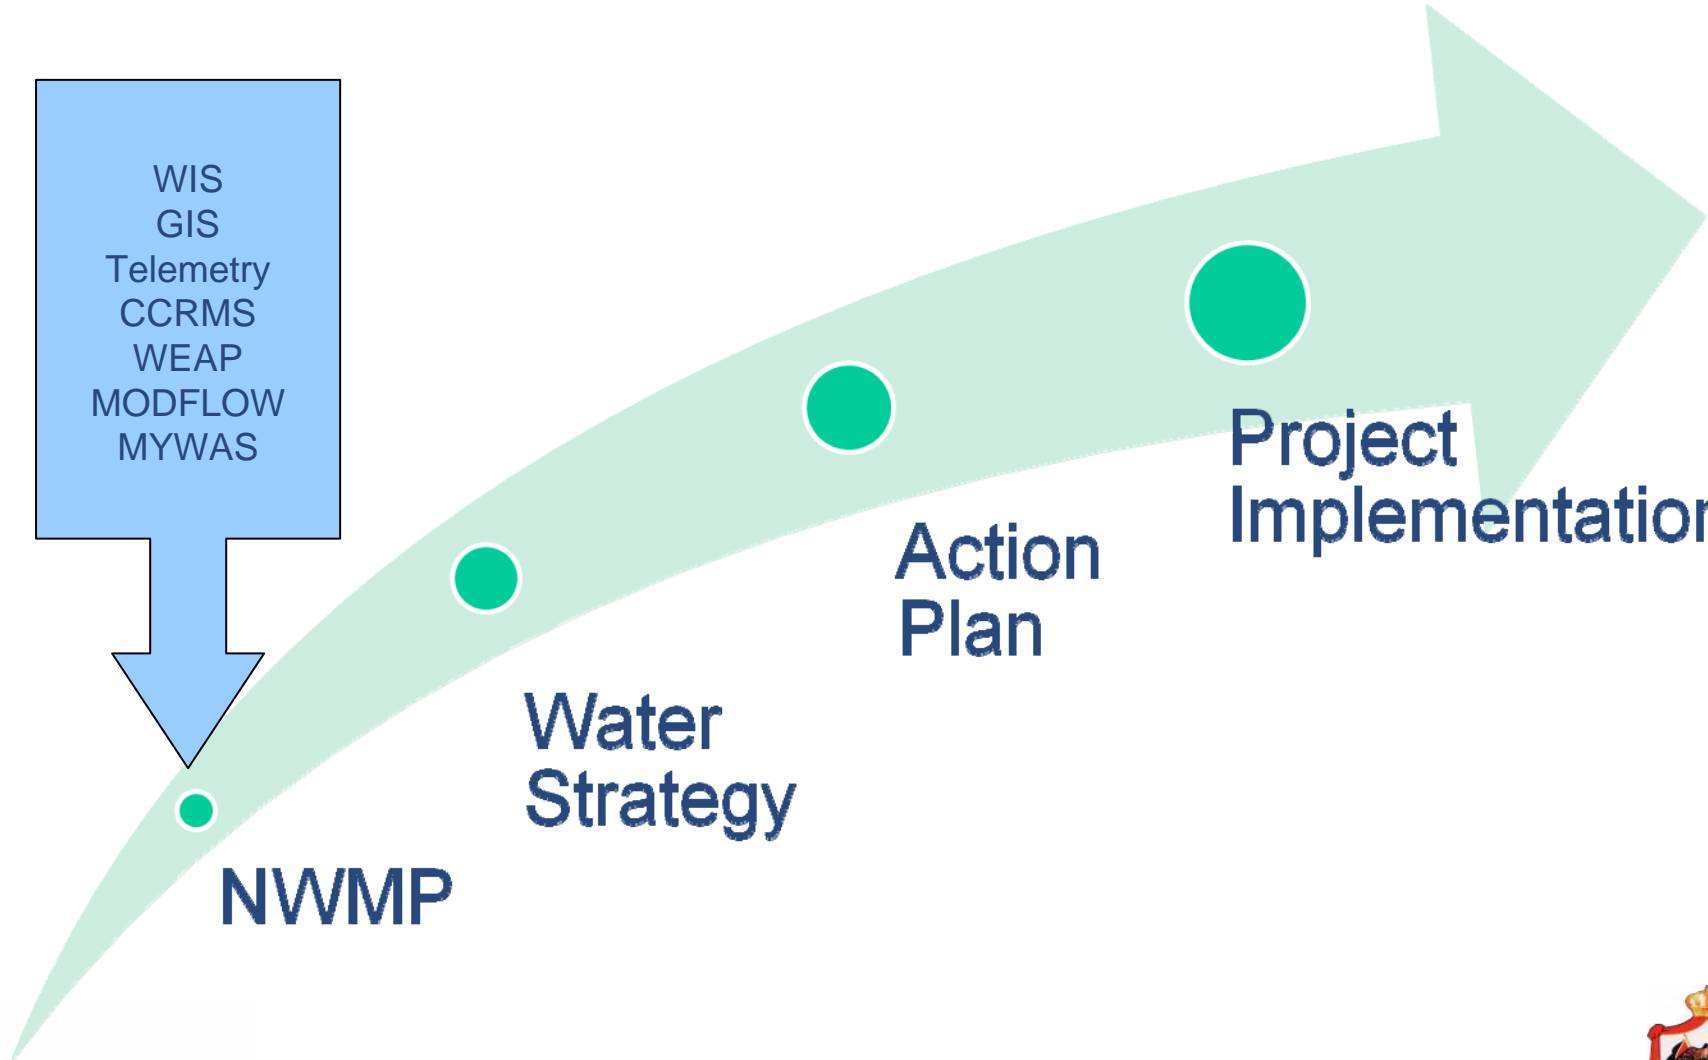 WIS
GIS
Telemetry
CCRMS
WEAP
MODFLOW
MYWAS
NWMP
Water
Strategy
Action
Plan
Project
Implementation